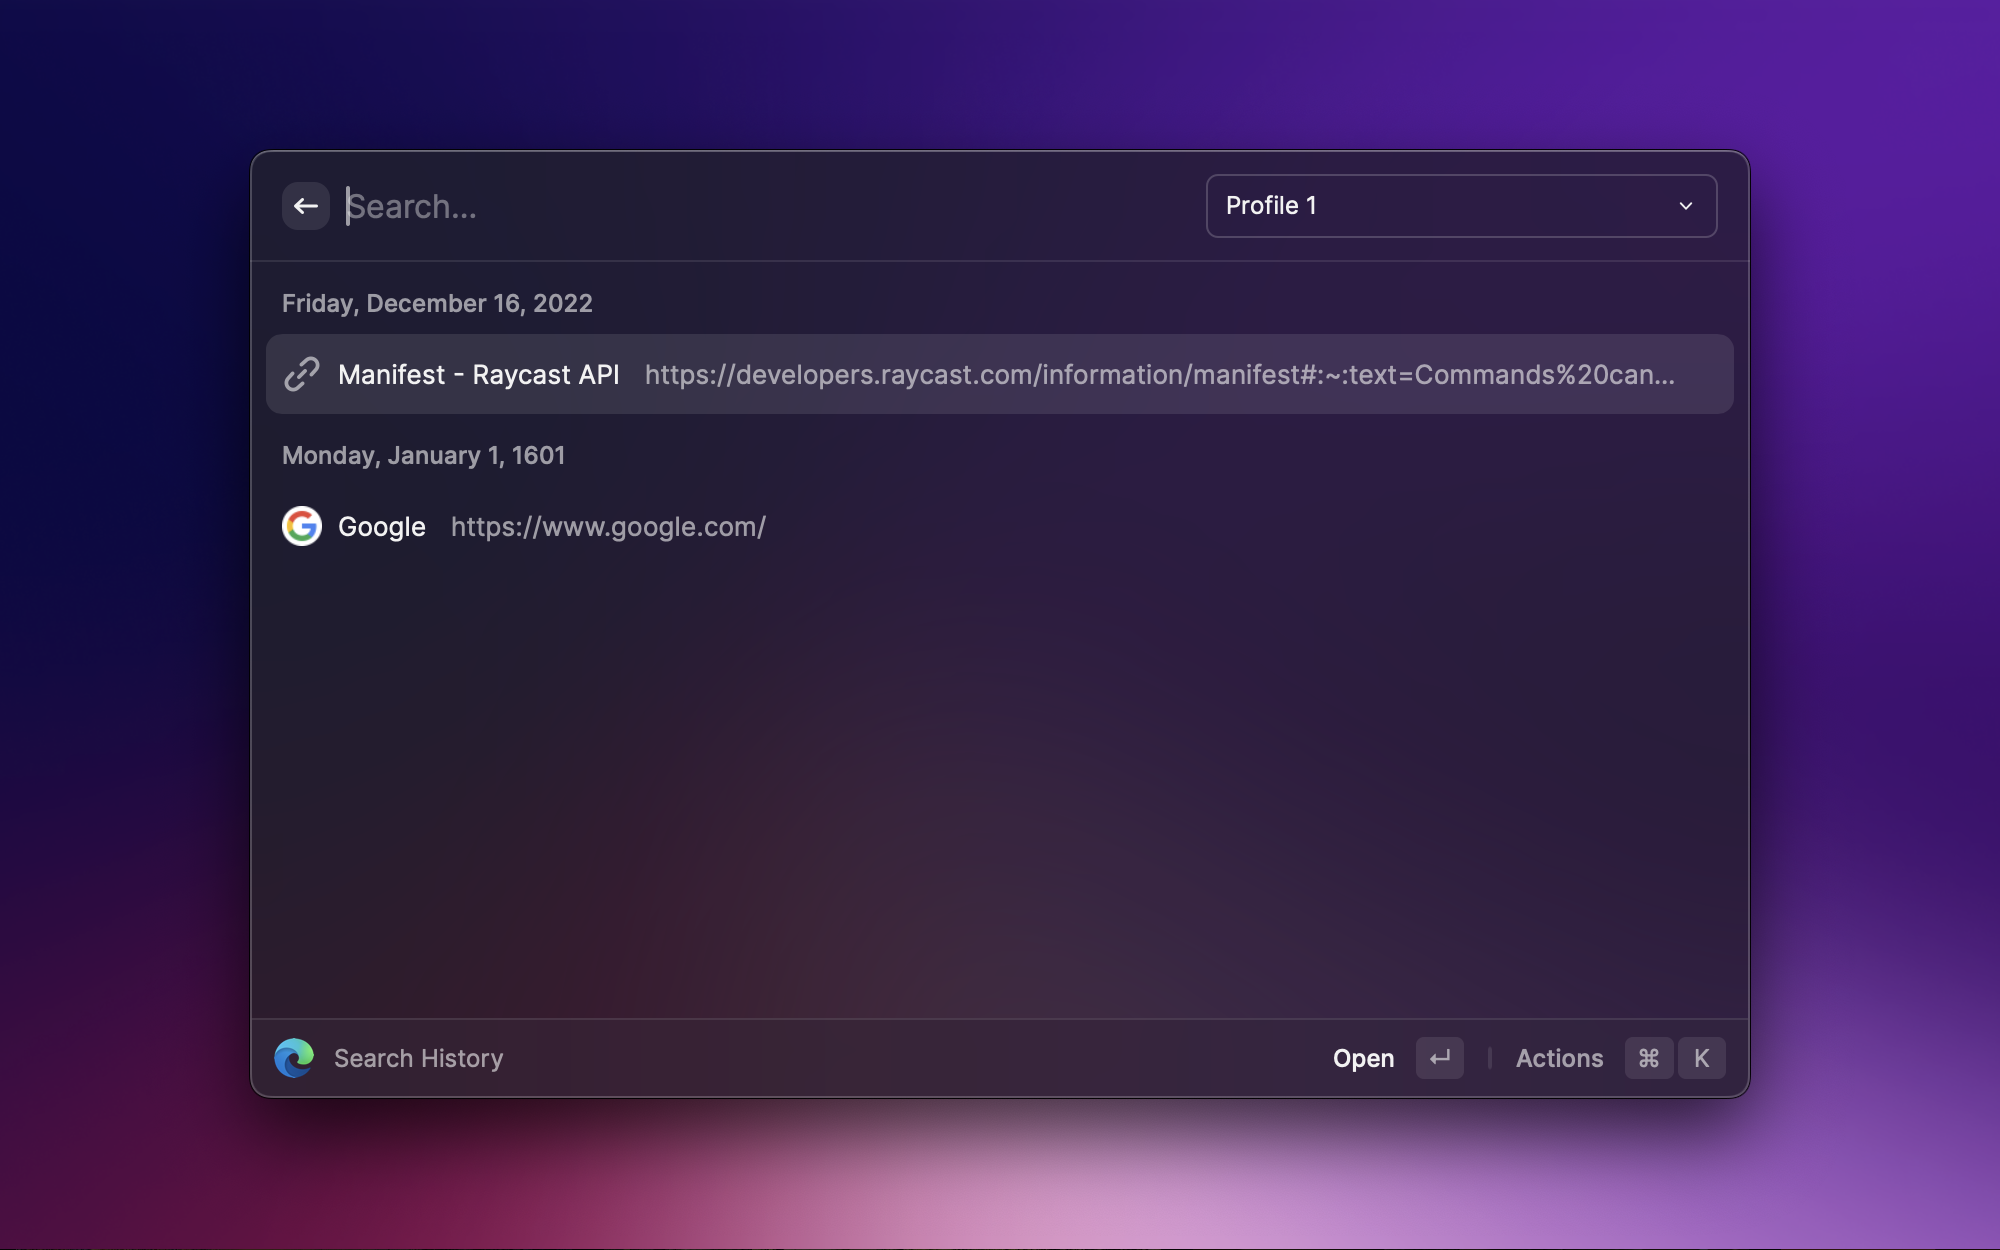 Search...
Profile 1
Friday, December 16, 2022
Manifest - Raycast API https://developers.raycast.com/information/manifest#:~:text=Commands%20can...
Monday, January 1, 1601
Google https://www.google.com/
Search History Open ↵ Actions ⌘ K